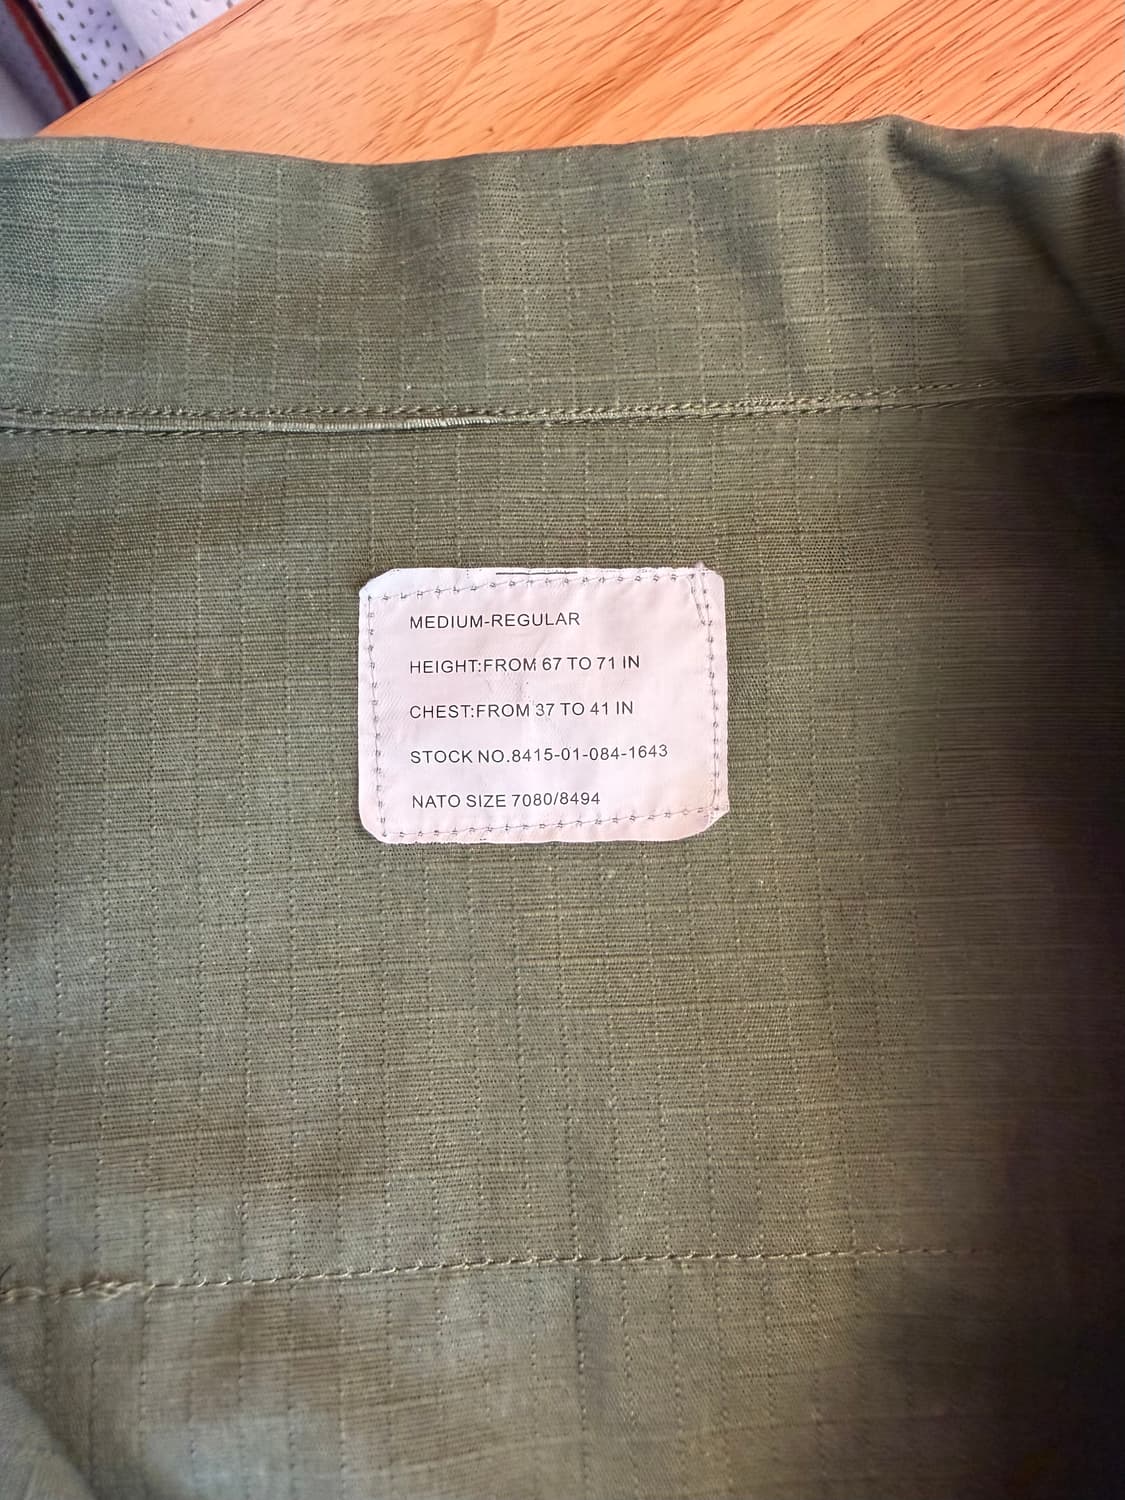 MEDIUM-REGULAR
HEIGHT:FROM 67 TO 71 IN
CHEST:FROM 37 TO 41 IN
STOCK NO.8415-01-084-1643
NATO SIZE 7080/8494